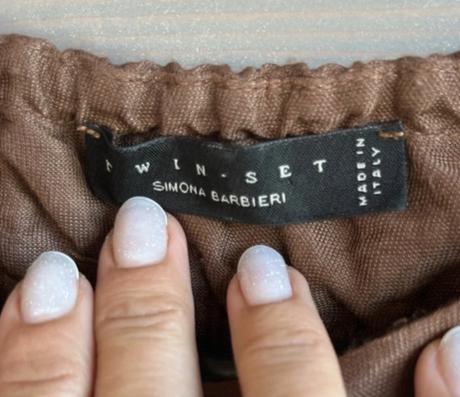 TWIN-SET
SIMONA BARBIERI
MADE IN
ITALY